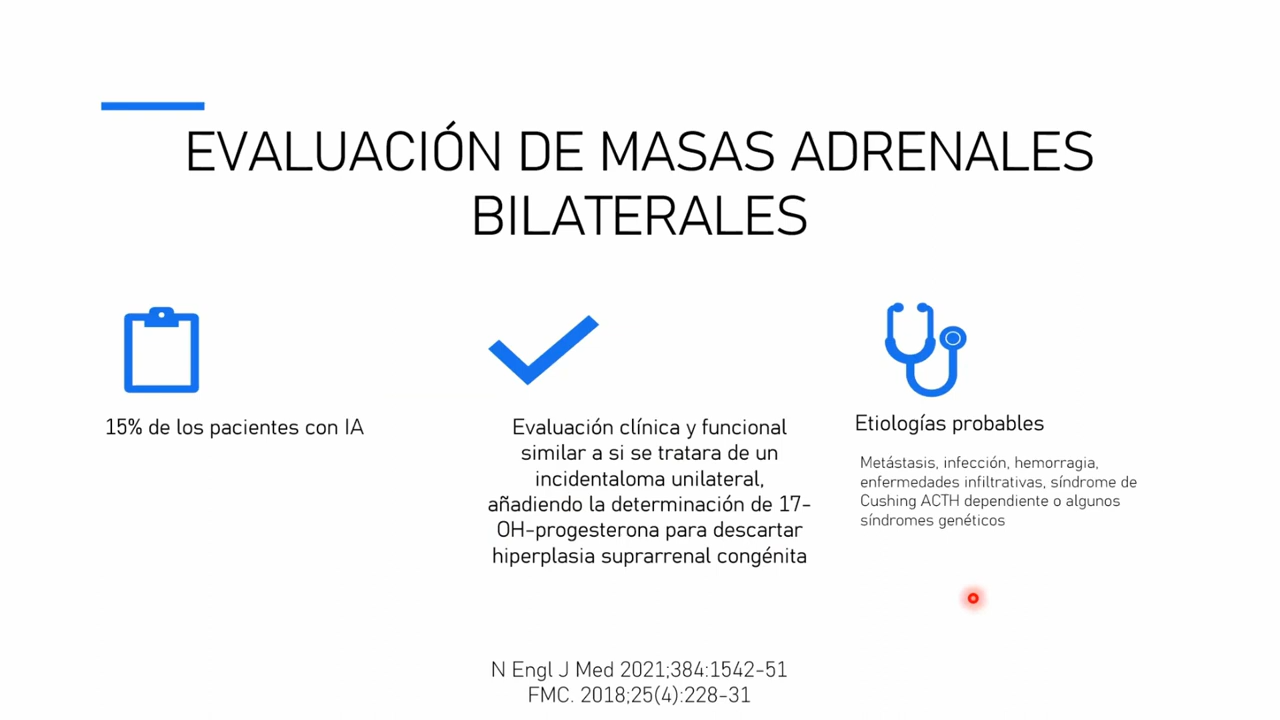 EVALUACIÓN DE MASAS ADRENALES
BILATERALES
15% de los pacientes con IA
Evaluación clínica y funcional
similar a si se tratara de un
incidentaloma unilateral,
añadiendo la determinación de 17-
OH-progesterona para descartar
hiperplasia suprarrenal congénita
Etiologías probables
Metástasis, infección, hemorragia,
enfermedades infiltrativas, síndrome de
Cushing ACTH dependiente o algunos
síndromes genéticos
N Engl J Med 2021;384:1542-51
FMC. 2018;25(4):228-31